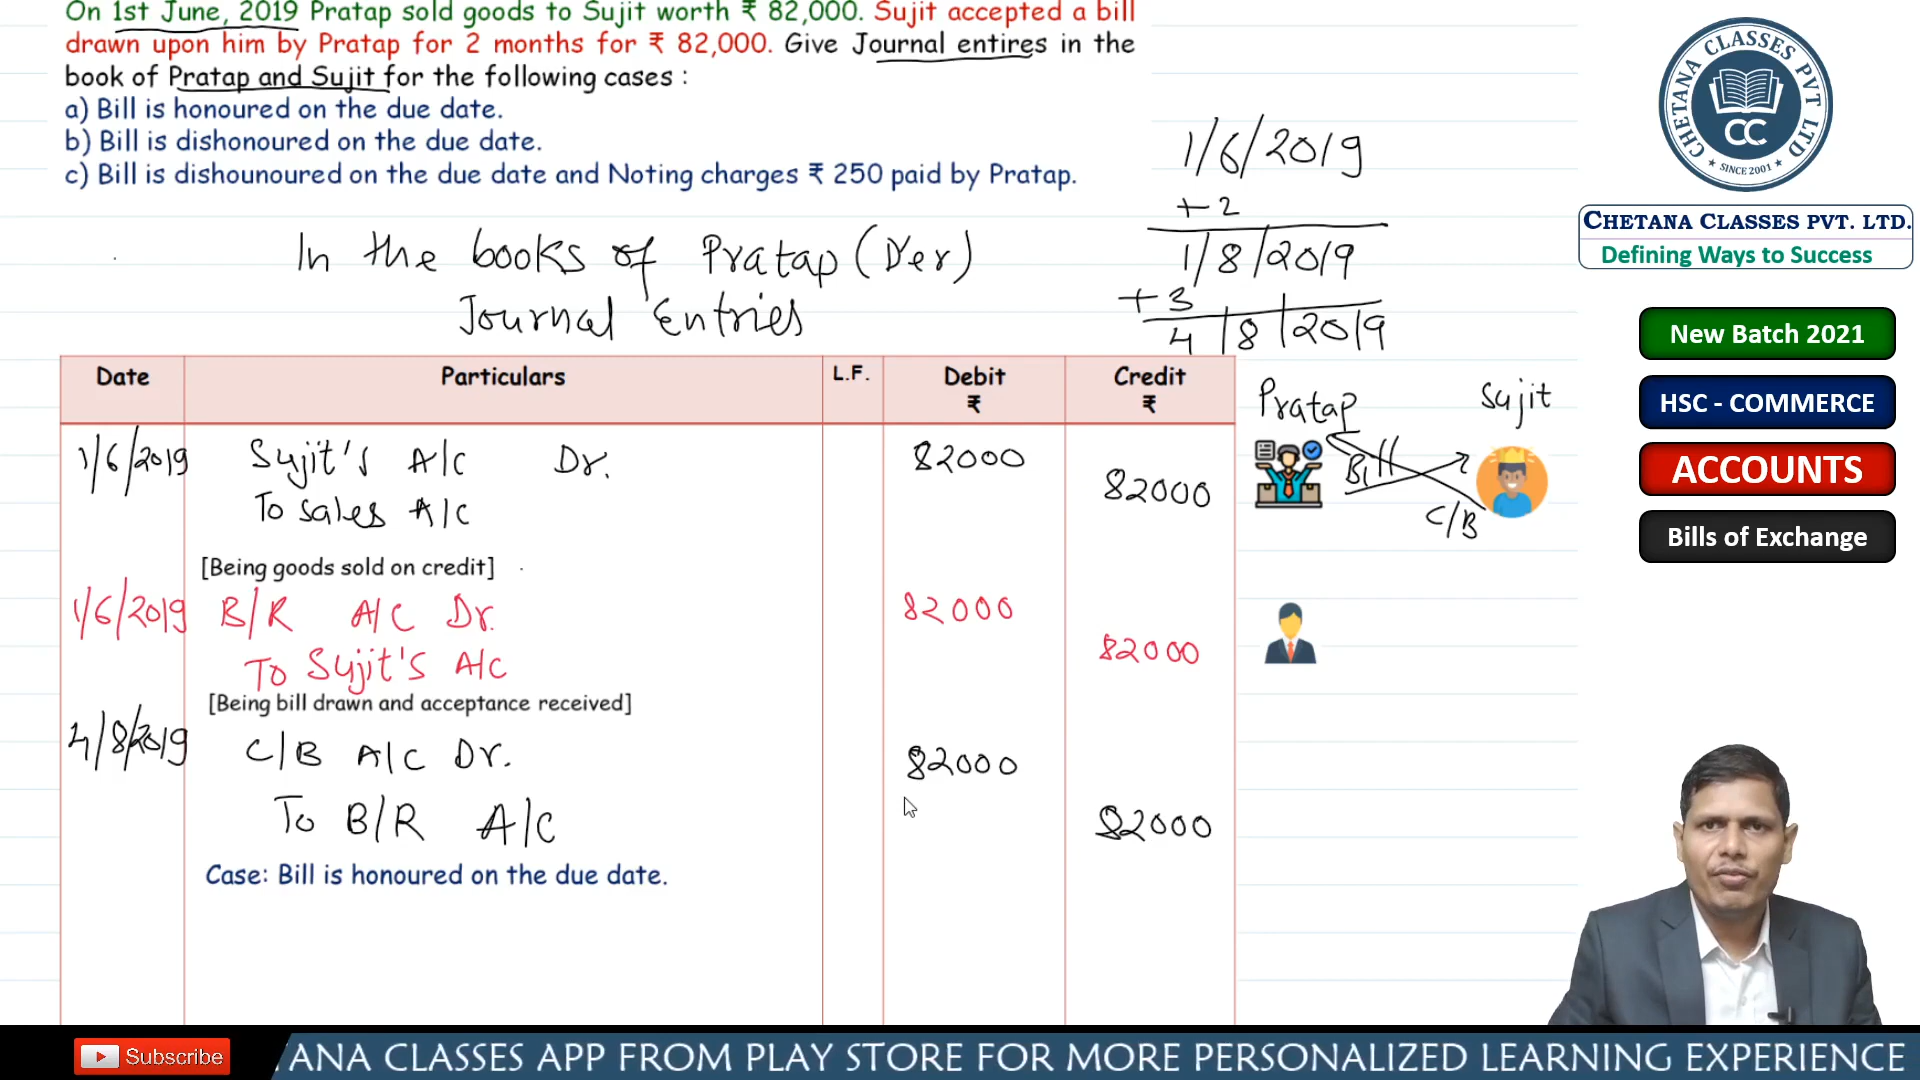 On 1st June, 2019 Pratap sold goods to Sujit worth ₹ 82,000. Sujit accepted a bill
drawn upon him by Pratap for 2 months for ₹ 82,000. Give Journal entires in the
book of Pratap and Sujit for the following cases :
a) Bill is honoured on the due date.
b) Bill is dishonoured on the due date.
c) Bill is dishounoured on the due date and Noting charges ₹ 250 paid by Pratap.
1/6/2019
+2
1/8/2019
+3
4/8/2019
In the books of Pratap (Drer)
Journal Entries
Date Particulars L.F. Debit ₹ Credit ₹
1/6/2019 Sujit's A/C Dr. 82000
To Sales A/C 82000
[Being goods sold on credit]
1/6/2019 B/R A/C Dr. 82000
To Sujit's A/C 82000
[Being bill drawn and acceptance received]
4/8/2019 C/B A/C Dr. 82000
To B/R A/C 82000
Case: Bill is honoured on the due date.
Pratap Sujit
Bill
C/B
CHETANA CLASSES PVT LTD
CC
SINCE 2001
CHETANA CLASSES PVT. LTD.
Defining Ways to Success
New Batch 2021
HSC - COMMERCE
ACCOUNTS
Bills of Exchange
Subscribe
ANA CLASSES APP FROM PLAY STORE FOR MORE PERSONALIZED LEARNING EXPERIENCE